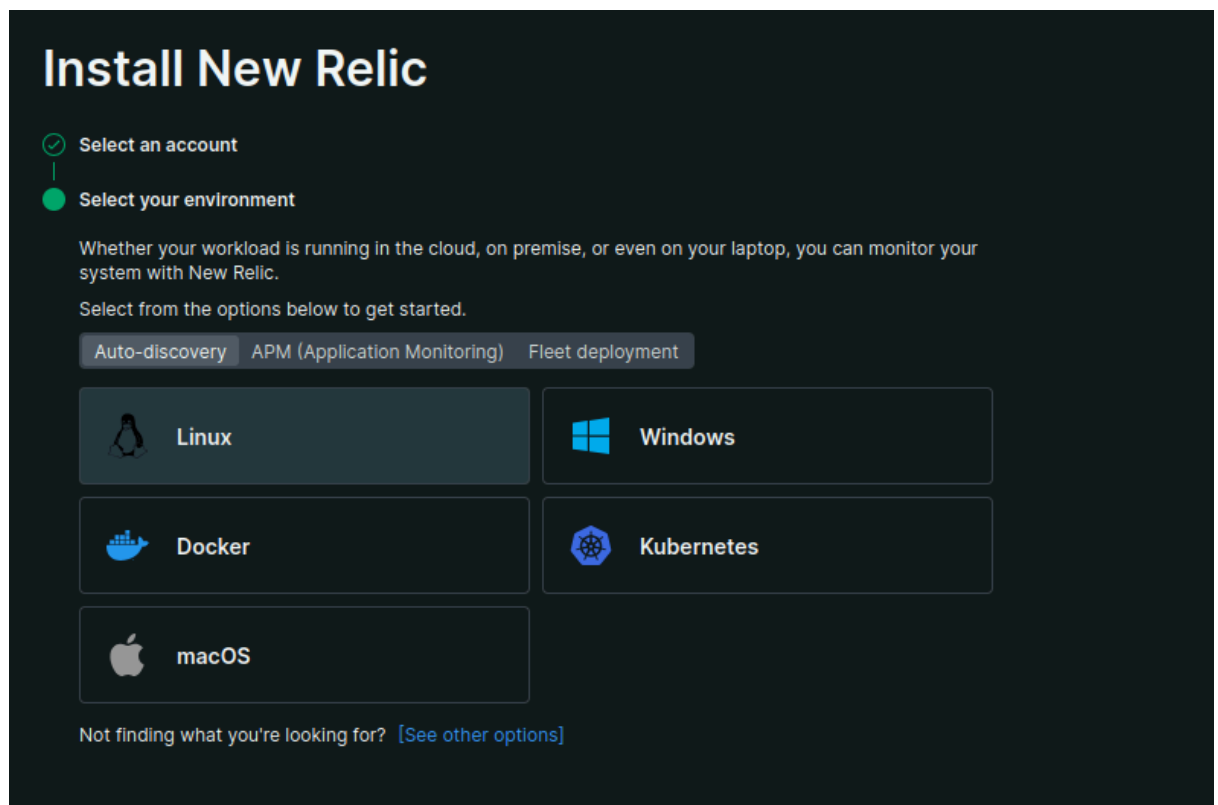 Install New Relic
Select an account
Select your environment
Whether your workload is running in the cloud, on premise, or even on your laptop, you can monitor your
system with New Relic.
Select from the options below to get started.
Auto-discovery APM (Application Monitoring) Fleet deployment
Linux Windows
Docker Kubernetes
macOS
Not finding what you're looking for? [See other options]